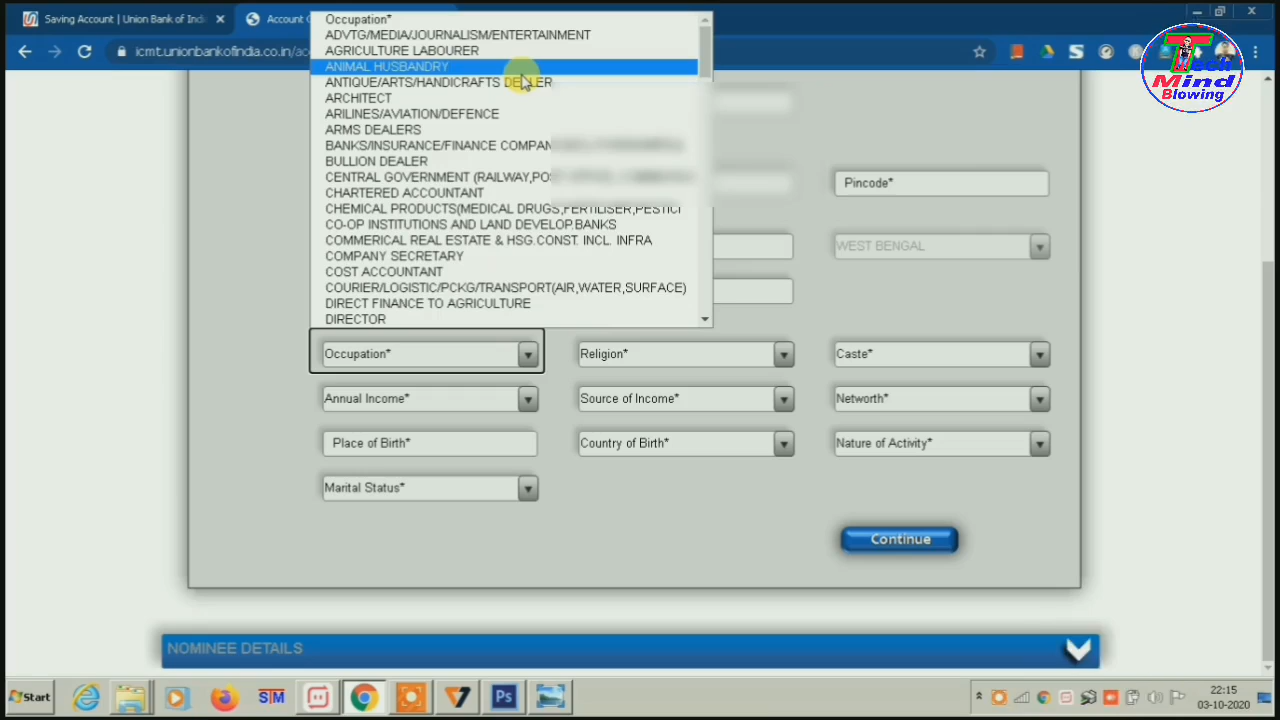 Saving Account | Union Bank of Indi
Account O
icmt.unionbankofindia.co.in/acc
Tech
Mind
Blowing
Occupation*
ADVTG/MEDIA/JOURNALISM/ENTERTAINMENT
AGRICULTURE LABOURER
ANIMAL HUSBANDRY
ANTIQUE/ARTS/HANDICRAFTS DEALER
ARCHITECT
ARILINES/AVIATION/DEFENCE
ARMS DEALERS
BANKS/INSURANCE/FINANCE COMPAN
BULLION DEALER
CENTRAL GOVERNMENT (RAILWAY,POS
CHARTERED ACCOUNTANT
CHEMICAL PRODUCTS(MEDICAL DRUGS,FERTILISER,PESTICI
CO-OP INSTITUTIONS AND LAND DEVELOP.BANKS
COMMERICAL REAL ESTATE & HSG.CONST. INCL. INFRA
COMPANY SECRETARY
COST ACCOUNTANT
COURIER/LOGISTIC/PCKG/TRANSPORT(AIR,WATER,SURFACE)
DIRECT FINANCE TO AGRICULTURE
DIRECTOR
Pincode*
WEST BENGAL
Occupation* Religion* Caste*
Annual Income* Source of Income* Networth*
Place of Birth* Country of Birth* Nature of Activity*
Marital Status*
Continue
NOMINEE DETAILS
Start
SM
Ps
22:15
03-10-2020